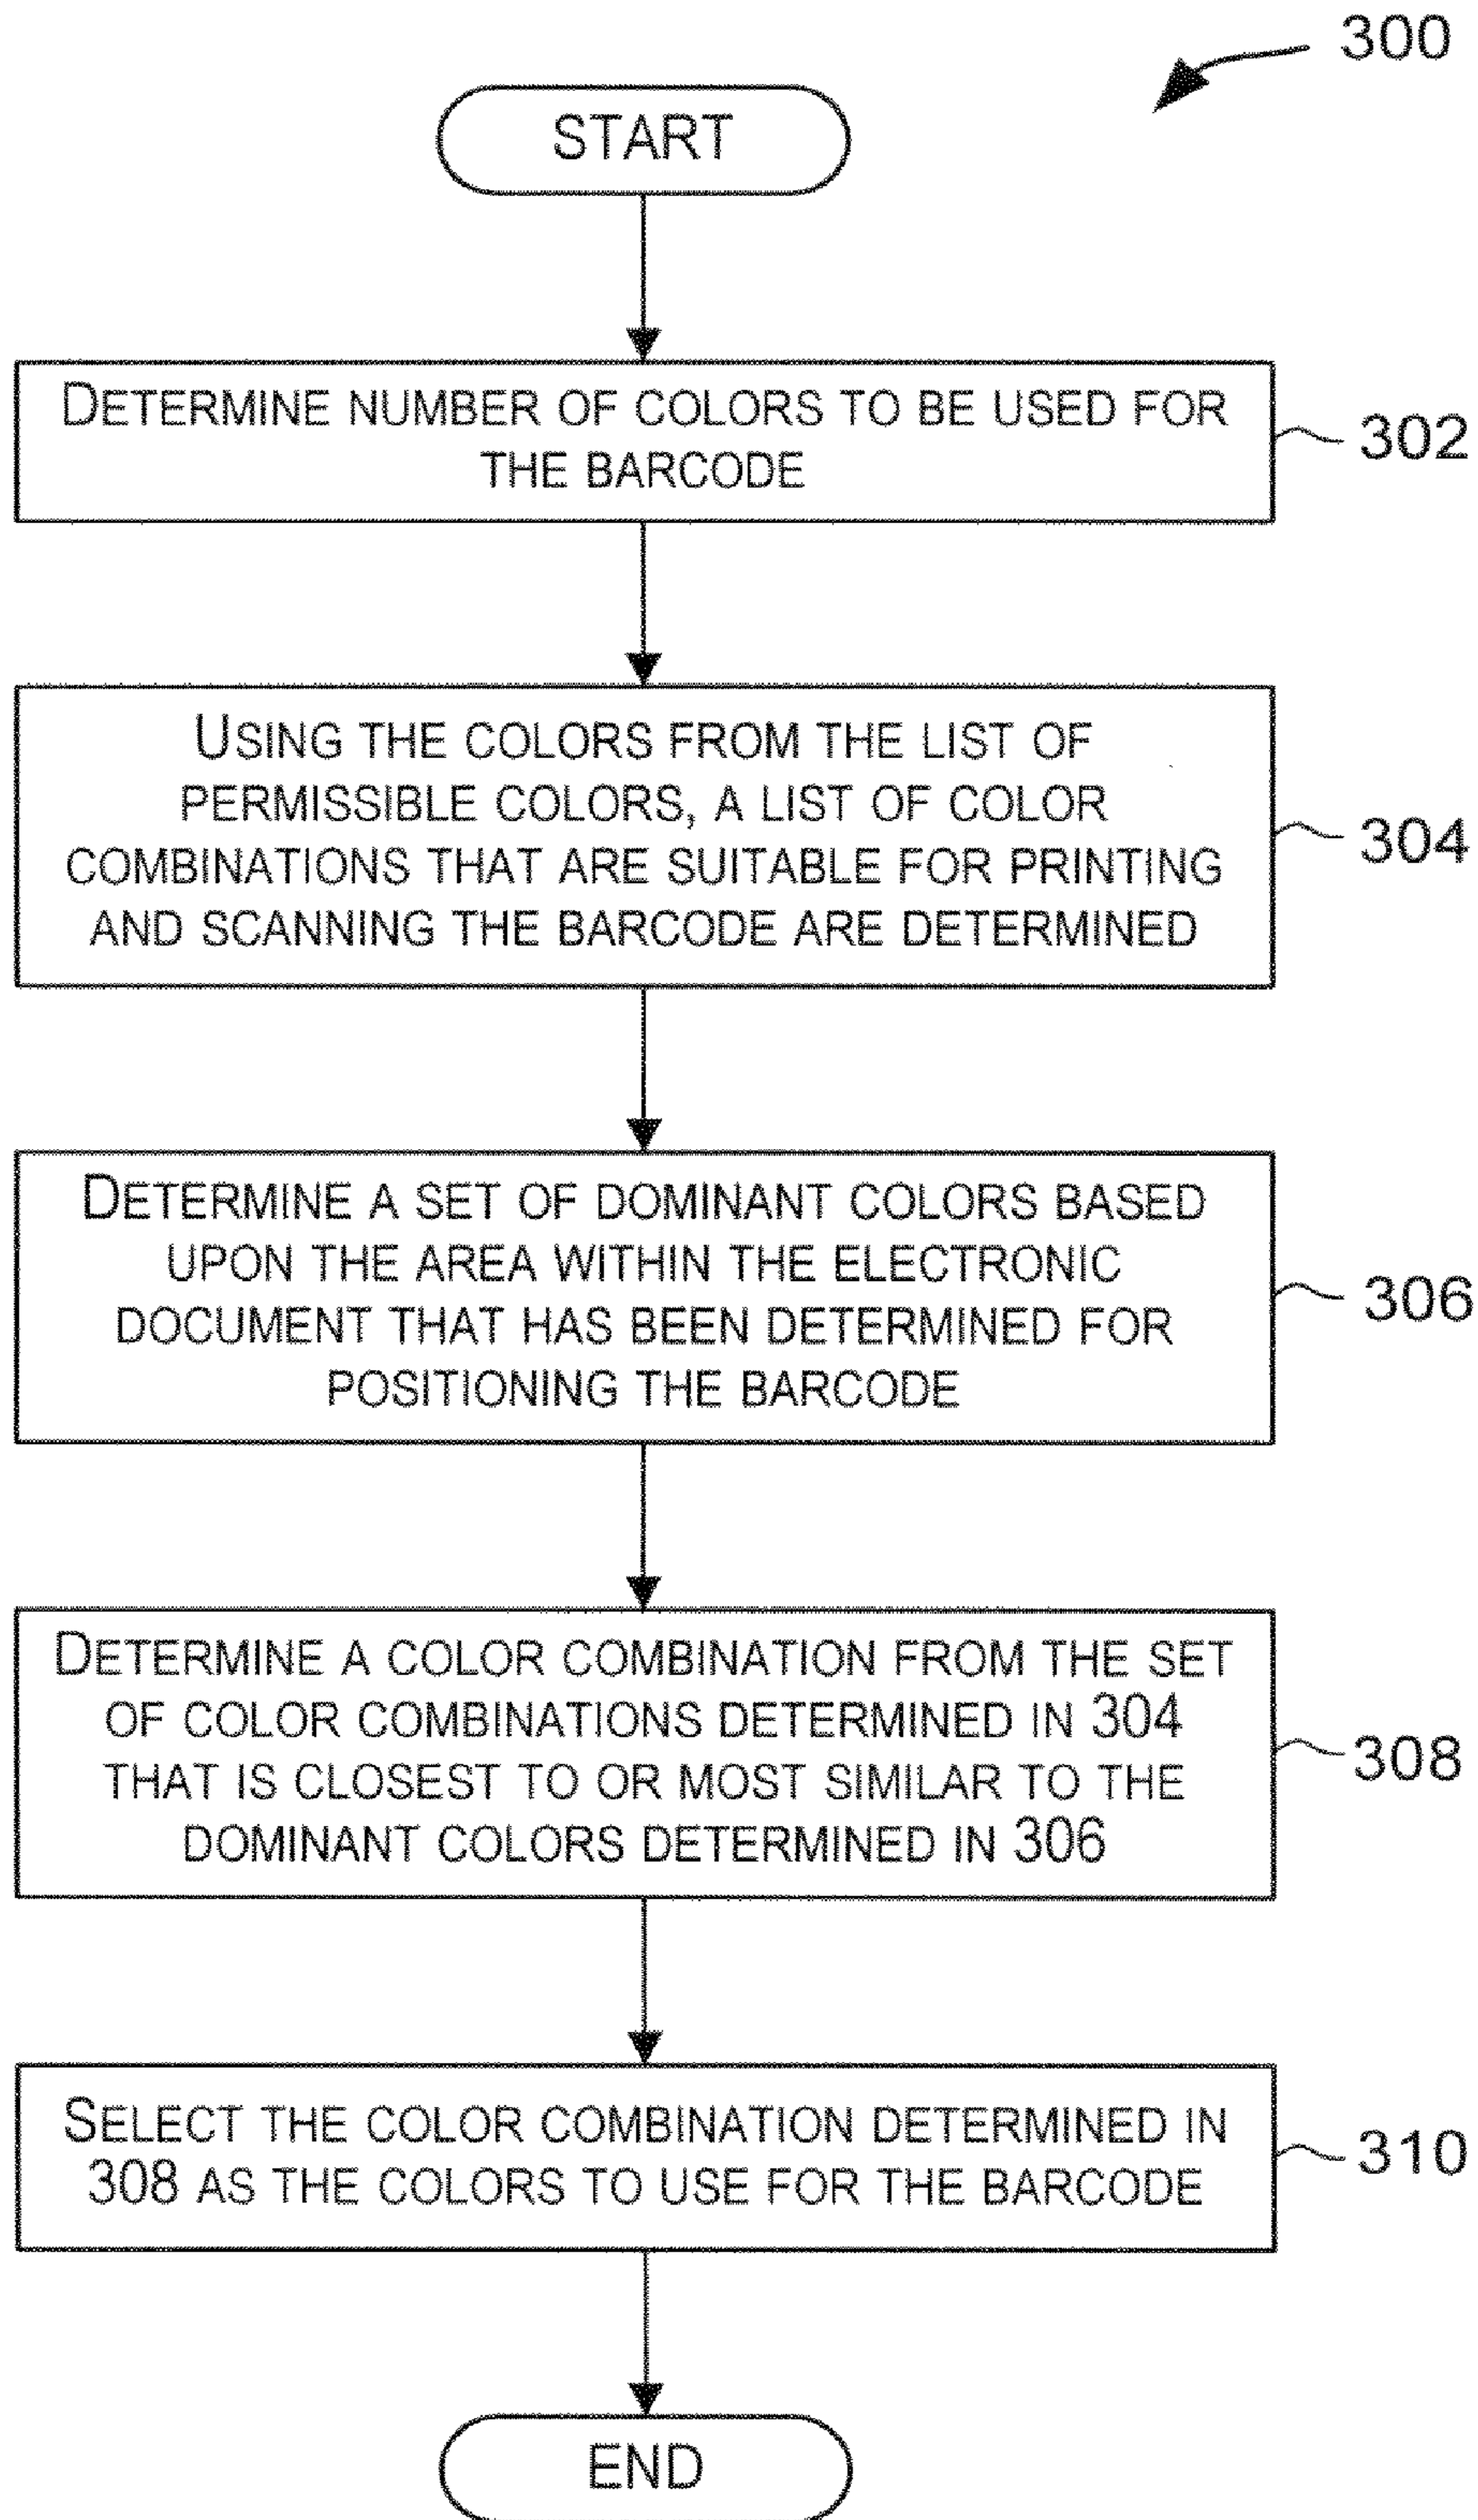 300
START
DETERMINE NUMBER OF COLORS TO BE USED FOR
THE BARCODE
302
USING THE COLORS FROM THE LIST OF
PERMISSIBLE COLORS, A LIST OF COLOR
COMBINATIONS THAT ARE SUITABLE FOR PRINTING
AND SCANNING THE BARCODE ARE DETERMINED
304
DETERMINE A SET OF DOMINANT COLORS BASED
UPON THE AREA WITHIN THE ELECTRONIC
DOCUMENT THAT HAS BEEN DETERMINED FOR
POSITIONING THE BARCODE
306
DETERMINE A COLOR COMBINATION FROM THE SET
OF COLOR COMBINATIONS DETERMINED IN 304
THAT IS CLOSEST TO OR MOST SIMILAR TO THE
DOMINANT COLORS DETERMINED IN 306
308
SELECT THE COLOR COMBINATION DETERMINED IN
308 AS THE COLORS TO USE FOR THE BARCODE
310
END